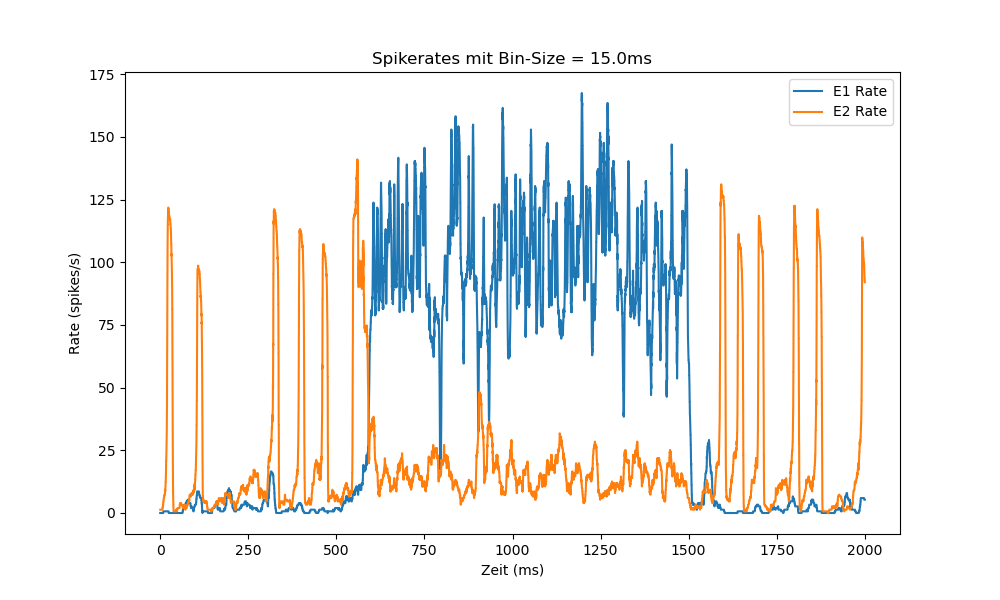 Spikerates mit Bin-Size = 15.0ms
E1 Rate
E2 Rate
Rate (spikes/s)
175
150
125
100
75
50
25
0
0 250 500 750 1000 1250 1500 1750 2000
Zeit (ms)